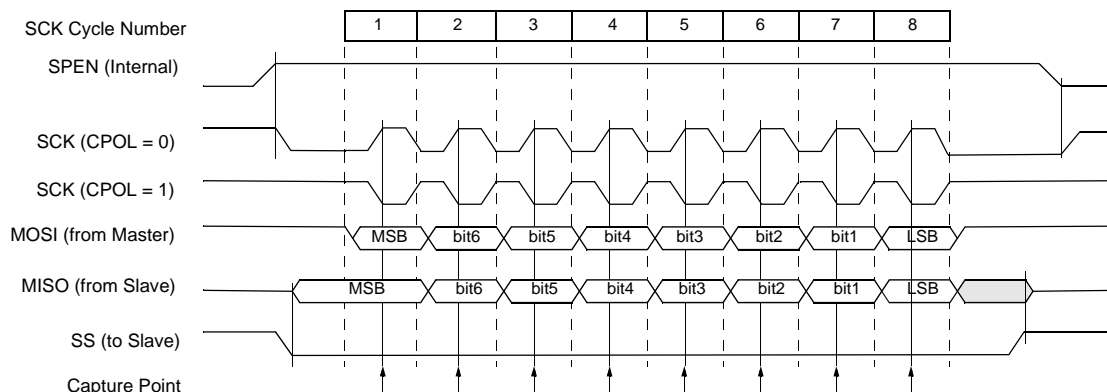 SCK Cycle Number 1 2 3 4 5 6 7 8
SPEN (Internal)
SCK (CPOL = 0)
SCK (CPOL = 1)
MOSI (from Master) MSB bit6 bit5 bit4 bit3 bit2 bit1 LSB
MISO (from Slave) MSB bit6 bit5 bit4 bit3 bit2 bit1 LSB
SS (to Slave)
Capture Point